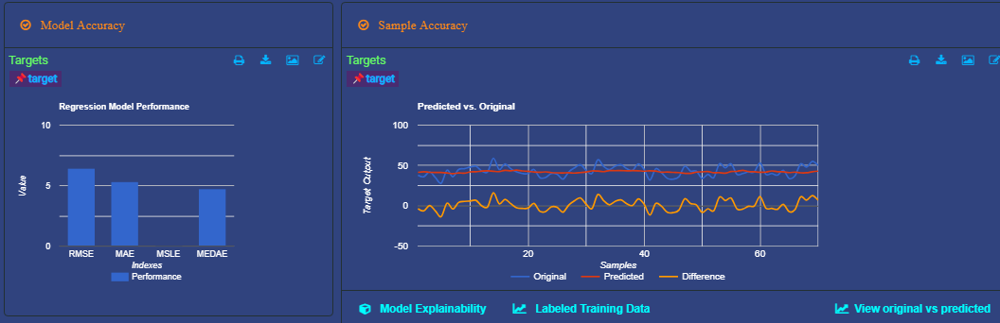 Model Accuracy
Targets
target
Regression Model Performance
10
5
0
Value
RMSE MAE MSLE MEDAE
Indexes
Performance
Sample Accuracy
Targets
target
Predicted vs. Original
100
50
0
-50
Target Output
20 40 60
Samples
Original Predicted Difference
Model Explainability Labeled Training Data View original vs predicted